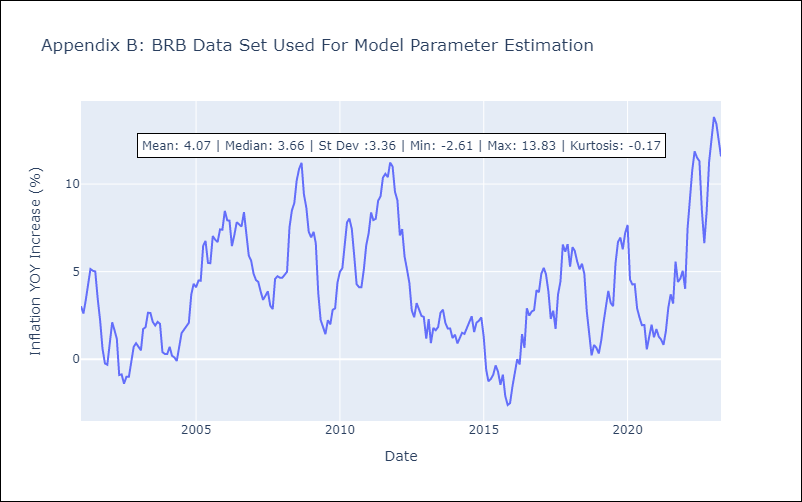 Appendix B: BRB Data Set Used For Model Parameter Estimation
Mean: 4.07 | Median: 3.66 | St Dev :3.36 | Min: -2.61 | Max: 13.83 | Kurtosis: -0.17
Inflation YOY Increase (%)
10
5
0
2005
2010
2015
2020
Date